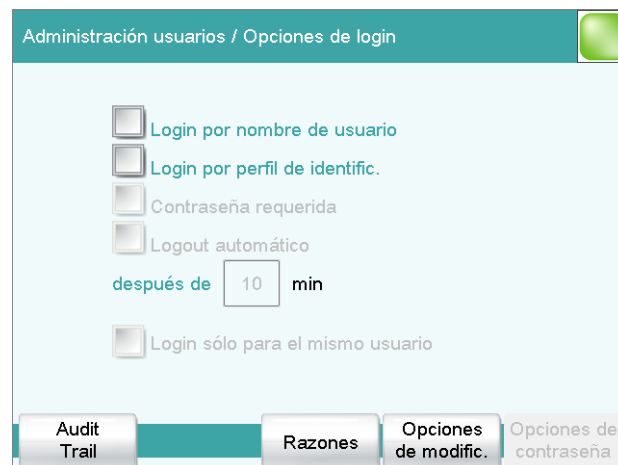 Administración usuarios / Opciones de login
Login por nombre de usuario
Login por perfil de identific.
Contraseña requerida
Logout automático
después de 10 min
Login sólo para el mismo usuario
Audit
Trail
Razones
Opciones
de modific.
Opciones de
contraseña